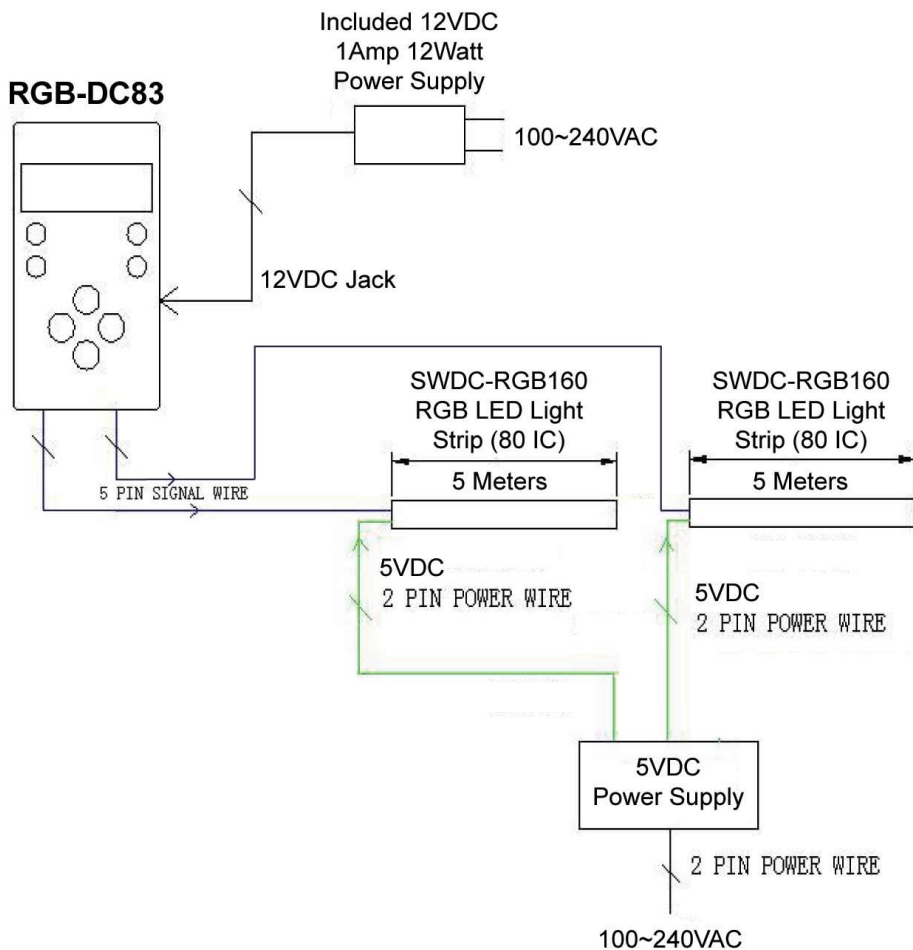 Included 12VDC
1Amp 12Watt
Power Supply
RGB-DC83
100~240VAC
12VDC Jack
SWDC-RGB160
RGB LED Light
Strip (80 IC)
5 Meters
SWDC-RGB160
RGB LED Light
Strip (80 IC)
5 Meters
5 PIN SIGNAL WIRE
5VDC
2 PIN POWER WIRE
5VDC
2 PIN POWER WIRE
5VDC
Power Supply
2 PIN POWER WIRE
100~240VAC